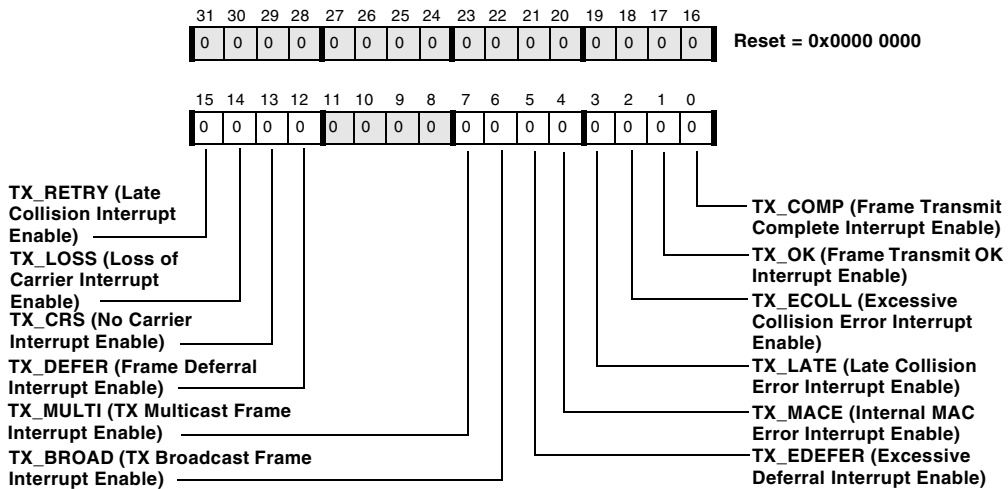 31 30 29 28 27 26 25 24 23 22 21 20 19 18 17 16
0 0 0 0 0 0 0 0 0 0 0 0 0 0 0 0
Reset = 0x0000 0000
15 14 13 12 11 10 9 8 7 6 5 4 3 2 1 0
0 0 0 0 0 0 0 0 0 0 0 0 0 0 0 0
TX_RETRY (Late
Collision Interrupt
Enable)
TX_LOSS (Loss of
Carrier Interrupt
Enable)
TX_CRS (No Carrier
Interrupt Enable)
TX_DEFER (Frame Deferral
Interrupt Enable)
TX_MULTI (TX Multicast Frame
Interrupt Enable)
TX_BROAD (TX Broadcast Frame
Interrupt Enable)
TX_COMP (Frame Transmit
Complete Interrupt Enable)
TX_OK (Frame Transmit OK
Interrupt Enable)
TX_ECOLL (Excessive
Collision Error Interrupt
Enable)
TX_LATE (Late Collision
Error Interrupt Enable)
TX_MACE (Internal MAC
Error Interrupt Enable)
TX_EDEFER (Excessive
Deferral Interrupt Enable)